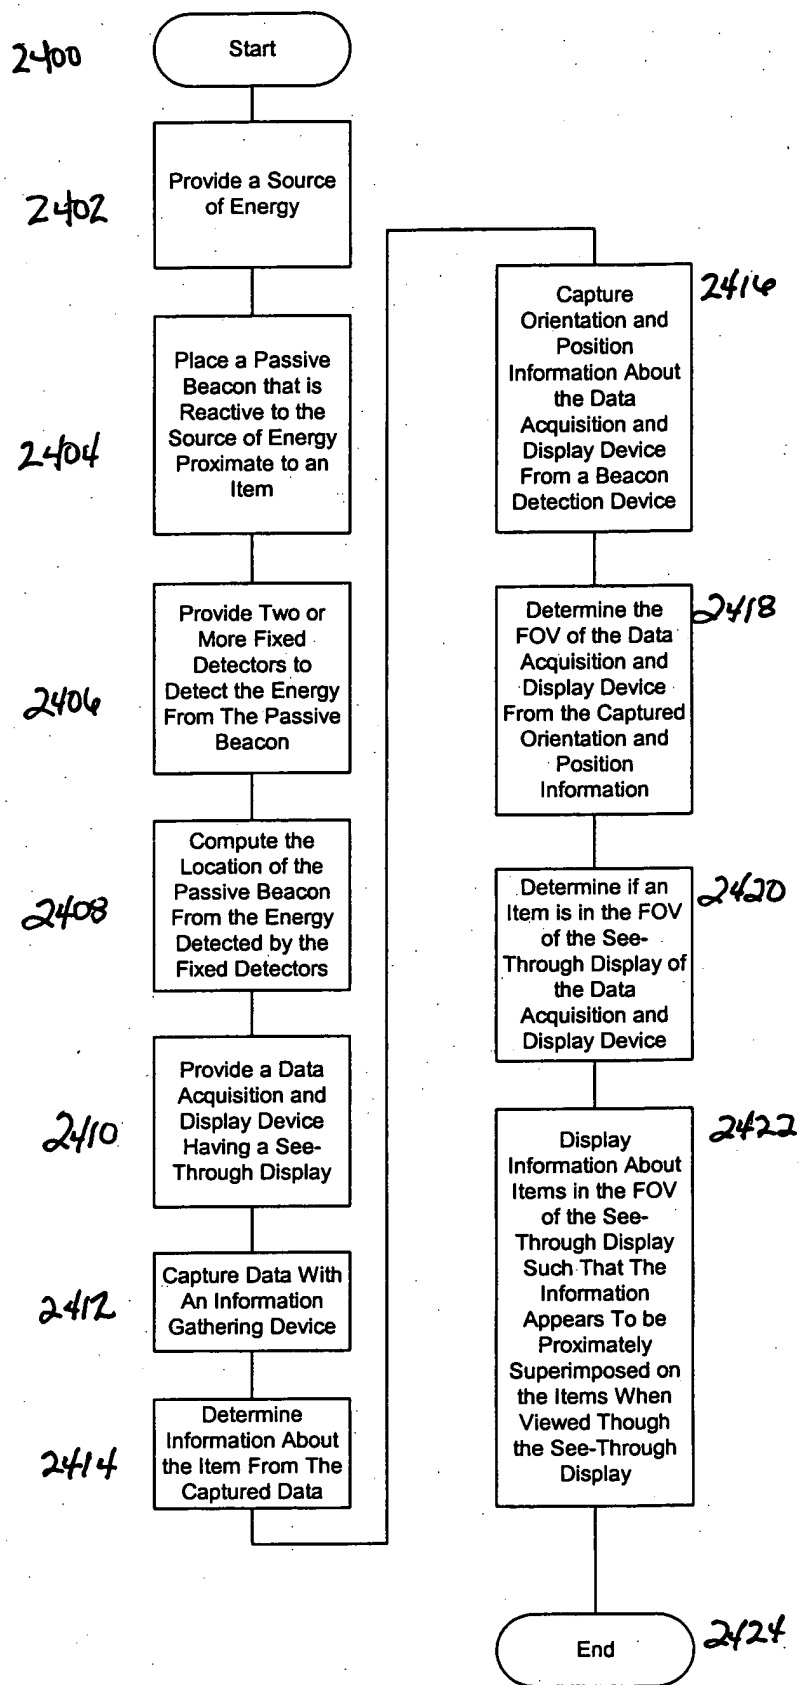 2400
Start
2402
Provide a Source
of Energy
2404
Place a Passive
Beacon that is
Reactive to the
Source of Energy
Proximate to an
Item
2406
Provide Two or
More Fixed
Detectors to
Detect the Energy
From The Passive
Beacon
2408
Compute the
Location of the
Passive Beacon
From the Energy
Detected by the
Fixed Detectors
2410
Provide a Data
Acquisition and
Display Device
Having a See-
Through Display
2412
Capture Data With
An Information
Gathering Device
2414
Determine
Information About
the Item From The
Captured Data
2416
Capture
Orientation and
Position
Information About
the Data
Acquisition and
Display Device
From a Beacon
Detection Device
2418
Determine the
FOV of the Data
Acquisition and
Display Device
From the Captured
Orientation and
Position
Information
2420
Determine if an
Item is in the FOV
of the See-
Through Display of
the Data
Acquisition and
Display Device
2422
Display
Information About
Items in the FOV
of the See-
Through Display
Such That The
Information
Appears To be
Proximately
Superimposed on
the Items When
Viewed Though
the See-Through
Display
End
2424